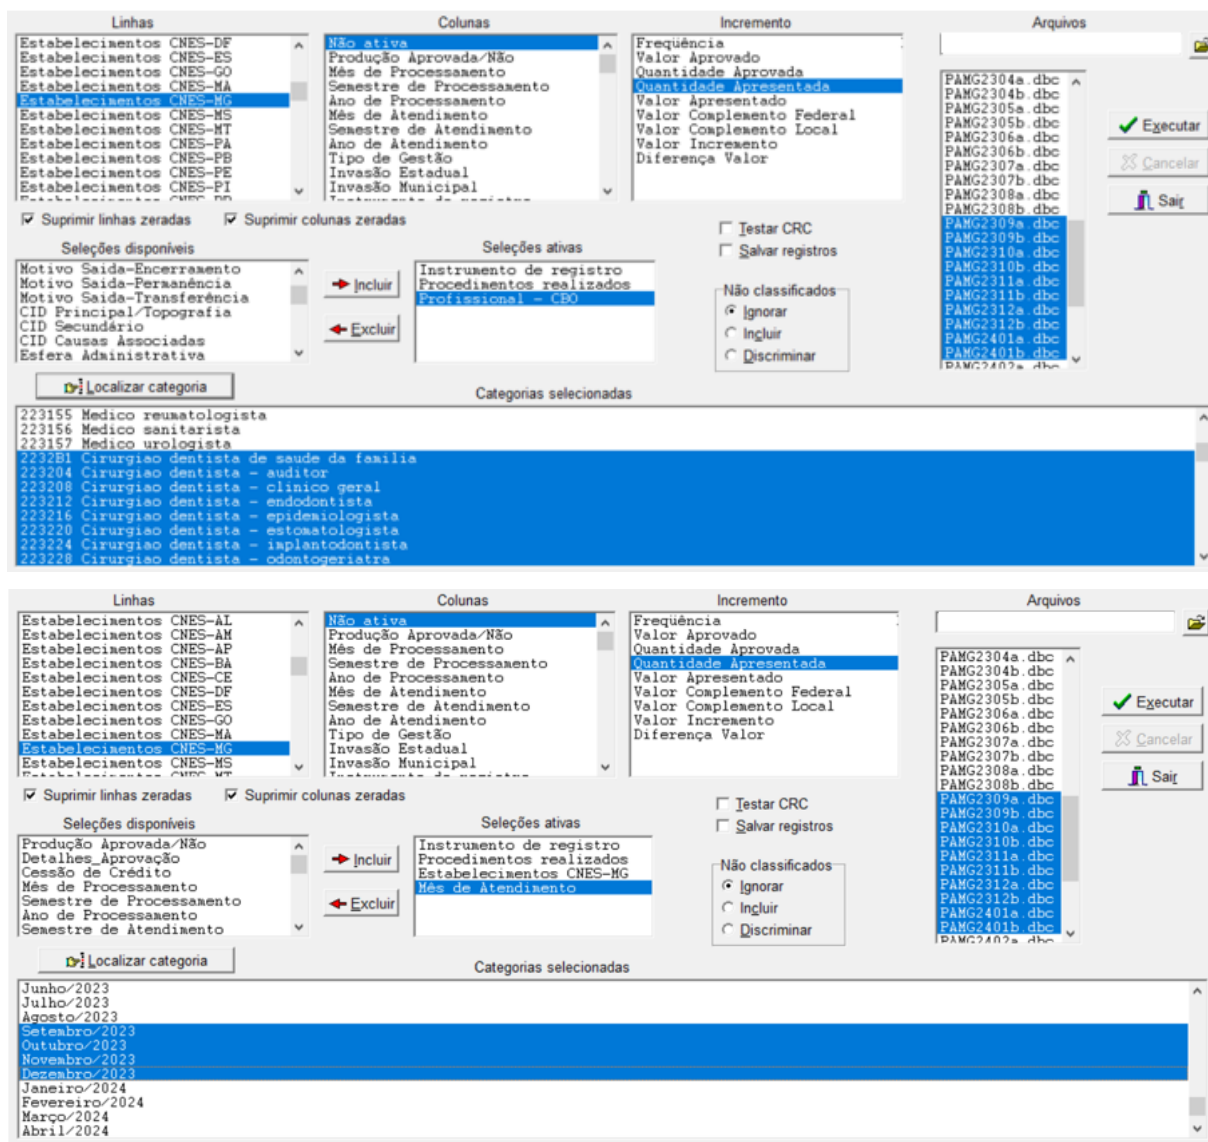 Linhas
Estabelecimentos CNES-DF
Estabelecimentos CNES-ES
Estabelecimentos CNES-GO
Estabelecimentos CNES-MA
Estabelecimentos CNES-MG
Estabelecimentos CNES-MS
Estabelecimentos CNES-MT
Estabelecimentos CNES-PA
Estabelecimentos CNES-PB
Estabelecimentos CNES-PE
Estabelecimentos CNES-PI
Colunas
Não ativa
Produção Aprovada/Não
Mês de Processamento
Semestre de Processamento
Ano de Processamento
Mês de Atendimento
Semestre de Atendimento
Ano de Atendimento
Tipo de Gestão
Invasão Estadual
Invasão Municipal
Incremento
Freqüência
Valor Aprovado
Quantidade Aprovada
Quantidade Apresentada
Valor Apresentado
Valor Complemento Federal
Valor Complemento Local
Valor Incremento
Diferença Valor
Arquivos
PAMG2304a.dbc
PAMG2304b.dbc
PAMG2305a.dbc
PAMG2305b.dbc
PAMG2306a.dbc
PAMG2306b.dbc
PAMG2307a.dbc
PAMG2307b.dbc
PAMG2308a.dbc
PAMG2308b.dbc
PAMG2309a.dbc
PAMG2309b.dbc
PAMG2310a.dbc
PAMG2310b.dbc
PAMG2311a.dbc
PAMG2311b.dbc
PAMG2312a.dbc
PAMG2312b.dbc
PAMG2401a.dbc
PAMG2401b.dbc
PAMG2402a.dbc
Executar
Cancelar
Sair
Suprimir linhas zeradas
Suprimir colunas zeradas
Seleções disponíveis
Motivo Saida-Encerramento
Motivo Saida-Permanência
Motivo Saida-Transferência
CID Principal/Topografia
CID Secundário
CID Causas Associadas
Esfera Administrativa
Incluir
Excluir
Seleções ativas
Instrumento de registro
Procedimentos realizados
Profissional - CBO
Testar CRC
Salvar registros
Não classificados
Ignorar
Incluir
Discriminar
Localizar categoria
Categorias selecionadas
223155 Medico reumatologista
223156 Medico sanitarista
223157 Medico urologista
2232B1 Cirurgiao dentista de saude da familia
223204 Cirurgiao dentista - auditor
223208 Cirurgiao dentista - clinico geral
223212 Cirurgiao dentista - endodontista
223216 Cirurgiao dentista - epidemiologista
223220 Cirurgiao dentista - estomatologista
223224 Cirurgiao dentista - implantodontista
223228 Cirurgiao dentista - odontogeriatra
Linhas
Estabelecimentos CNES-AL
Estabelecimentos CNES-AM
Estabelecimentos CNES-AP
Estabelecimentos CNES-BA
Estabelecimentos CNES-CE
Estabelecimentos CNES-DF
Estabelecimentos CNES-ES
Estabelecimentos CNES-GO
Estabelecimentos CNES-MA
Estabelecimentos CNES-MG
Estabelecimentos CNES-MS
Estabelecimentos CNES-MT
Colunas
Não ativa
Produção Aprovada/Não
Mês de Processamento
Semestre de Processamento
Ano de Processamento
Mês de Atendimento
Semestre de Atendimento
Ano de Atendimento
Tipo de Gestão
Invasão Estadual
Invasão Municipal
Incremento
Freqüência
Valor Aprovado
Quantidade Aprovada
Quantidade Apresentada
Valor Apresentado
Valor Complemento Federal
Valor Complemento Local
Valor Incremento
Diferença Valor
Arquivos
PAMG2304a.dbc
PAMG2304b.dbc
PAMG2305a.dbc
PAMG2305b.dbc
PAMG2306a.dbc
PAMG2306b.dbc
PAMG2307a.dbc
PAMG2307b.dbc
PAMG2308a.dbc
PAMG2308b.dbc
PAMG2309a.dbc
PAMG2309b.dbc
PAMG2310a.dbc
PAMG2310b.dbc
PAMG2311a.dbc
PAMG2311b.dbc
PAMG2312a.dbc
PAMG2312b.dbc
PAMG2401a.dbc
PAMG2401b.dbc
PAMG2402a.dbc
Executar
Cancelar
Sair
Suprimir linhas zeradas
Suprimir colunas zeradas
Seleções disponíveis
Produção Aprovada/Não
Detalhes_Aprovação
Cessão de Crédito
Mês de Processamento
Semestre de Processamento
Ano de Processamento
Semestre de Atendimento
Incluir
Excluir
Seleções ativas
Instrumento de registro
Procedimentos realizados
Estabelecimentos CNES-MG
Mês de Atendimento
Testar CRC
Salvar registros
Não classificados
Ignorar
Incluir
Discriminar
Localizar categoria
Categorias selecionadas
Junho/2023
Julho/2023
Agosto/2023
Setembro/2023
Outubro/2023
Novembro/2023
Dezembro/2023
Janeiro/2024
Fevereiro/2024
Março/2024
Abril/2024